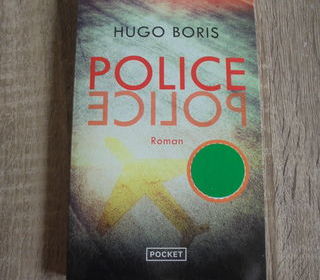 HUGO BORIS
POLICE
POLICE
Roman
POCKET